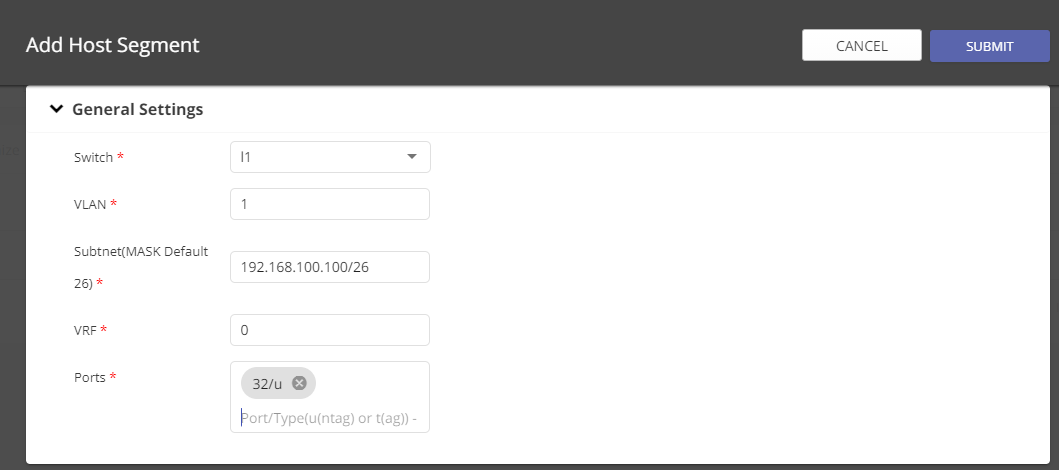 Add Host Segment
CANCEL
SUBMIT
General Settings
Switch *
l1
VLAN *
1
Subtnet(MASK Default
26) *
192.168.100.100/26
VRF *
0
Ports *
32/u
Port/Type(u(ntag) or t(ag)) -